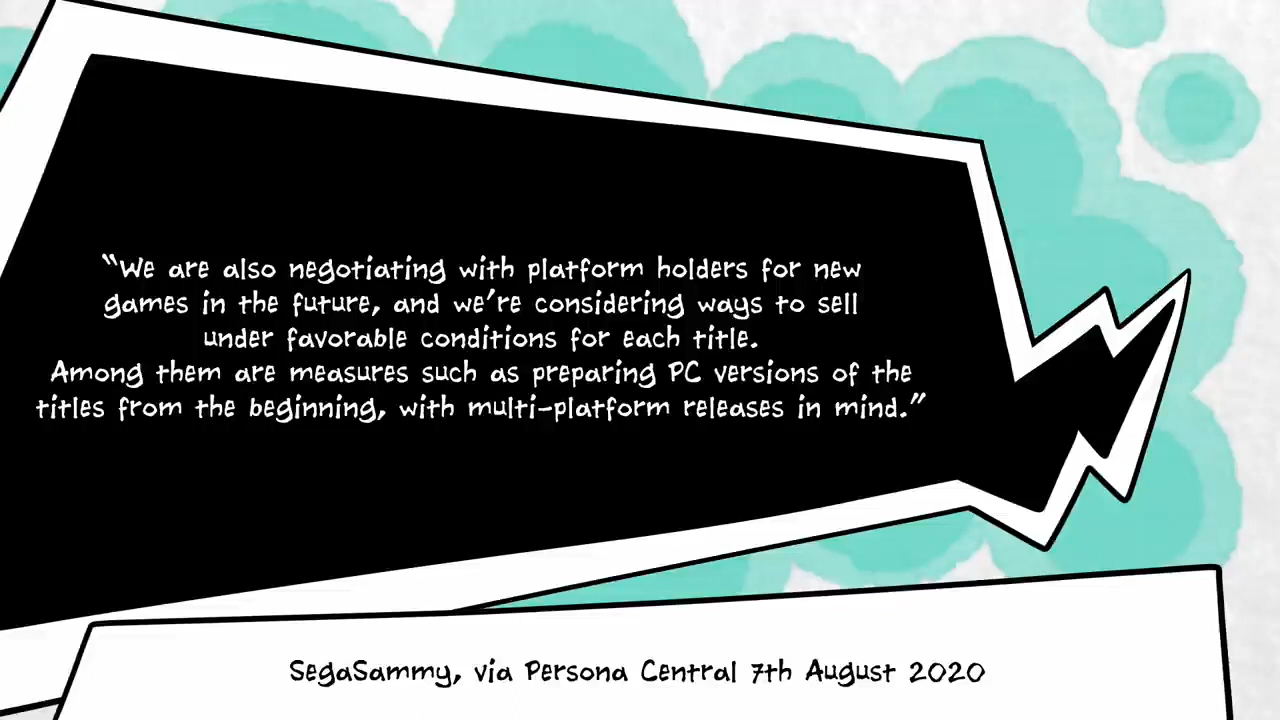 “We are also negotiating with platform holders for new
games in the future, and we’re considering ways to sell
under favorable conditions for each title.
Among them are measures such as preparing PC versions of the
titles from the beginning, with multi-platform releases in mind.”
SegaSammy, via Persona Central 7th August 2020